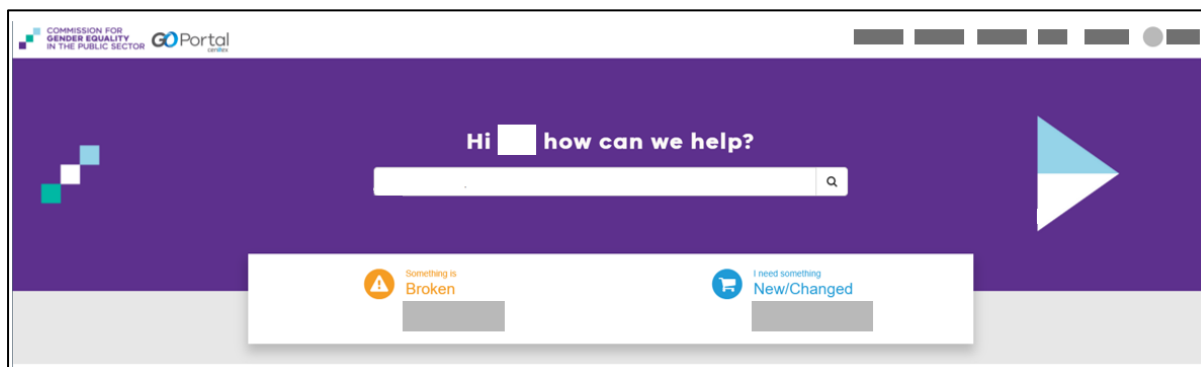 COMMISSION FOR
GENDER EQUALITY
IN THE PUBLIC SECTOR
GO Portal
cenitex
Hi how can we help?
Something is
Broken
I need something
New/Changed